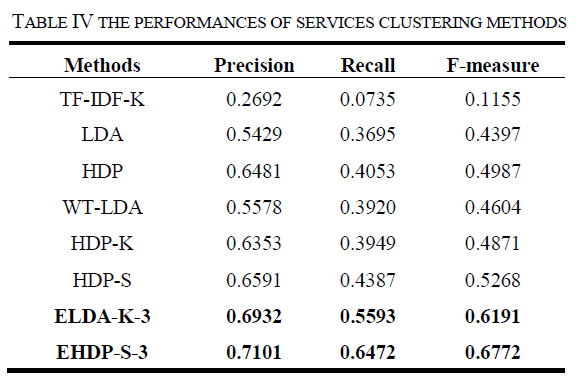 TABLE IV THE PERFORMANCES OF SERVICES CLUSTERING METHODS
Methods Precision Recall F-measure
TF-IDF-K 0.2692 0.0735 0.1155
LDA 0.5429 0.3695 0.4397
HDP 0.6481 0.4053 0.4987
WT-LDA 0.5578 0.3920 0.4604
HDP-K 0.6353 0.3949 0.4871
HDP-S 0.6591 0.4387 0.5268
ELDA-K-3 0.6932 0.5593 0.6191
EHDP-S-3 0.7101 0.6472 0.6772